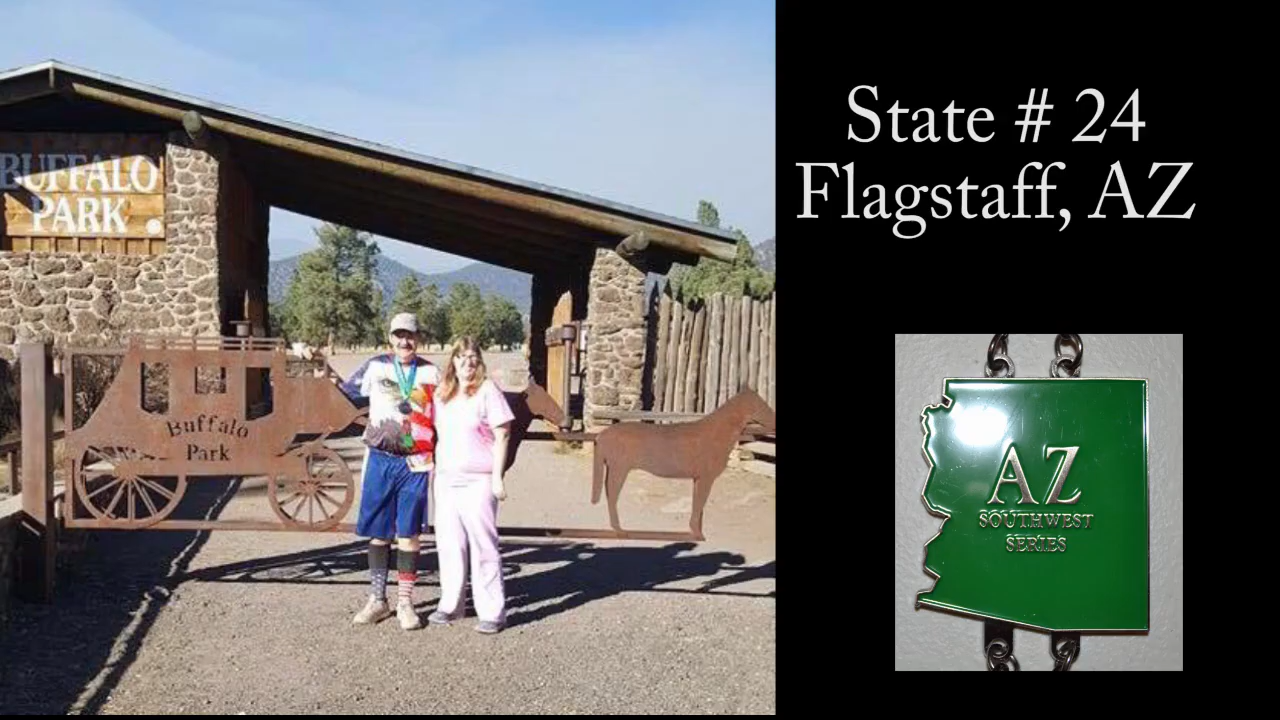 BUFFALO
PARK
Buffalo
Park
State # 24
Flagstaff, AZ
AZ
SOUTHWEST
SERIES